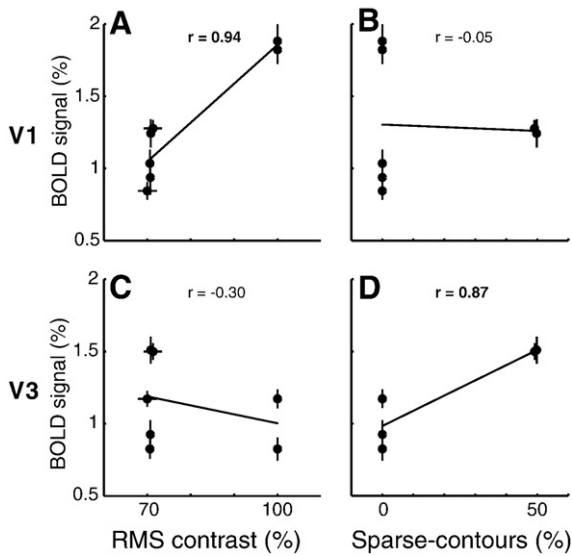 A
B
r = 0.94
r = -0.05
V1
BOLD signal (%)
2
1.5
1
0.5
C
D
r = -0.30
r = 0.87
V3
BOLD signal (%)
2
1.5
1
0.5
70
100
0
50
RMS contrast (%)
Sparse-contours (%)